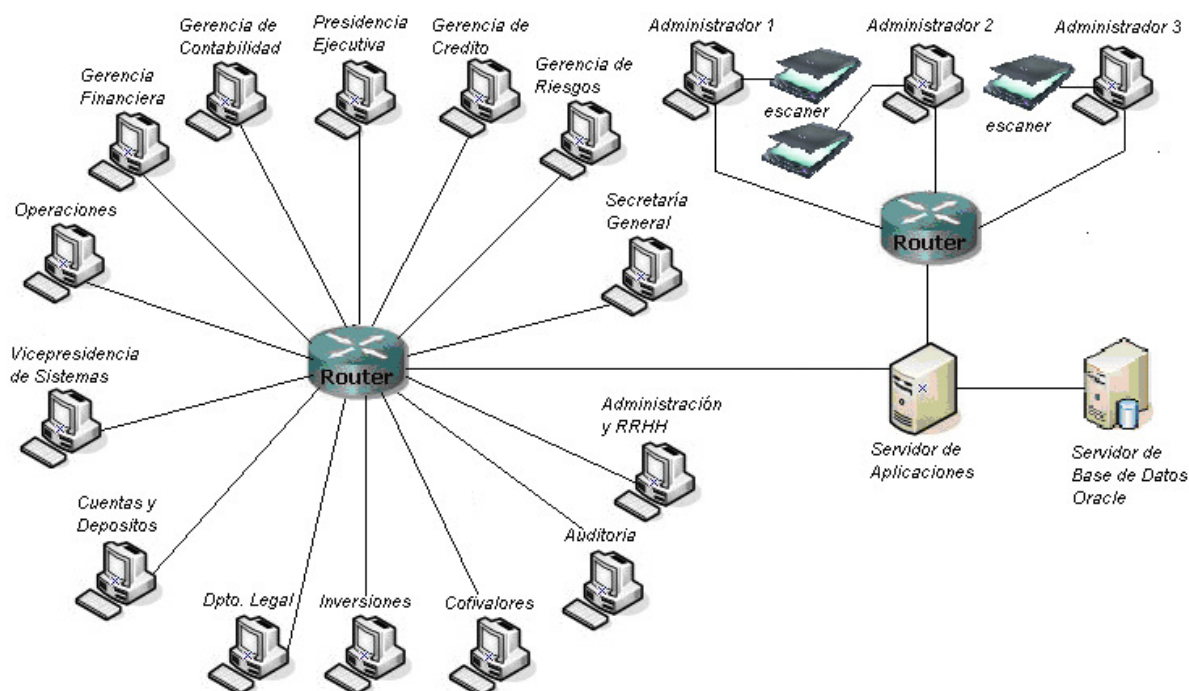 Gerencia de
Contabilidad
Presidencia
Ejecutiva
Gerencia de
Credito
Gerencia de
Riesgos
Gerencia
Financiera
Operaciones
Vicepresidencia
de Sistemas
Cuentas y
Depositos
Dpto. Legal
Inversiones
Cofivalores
Auditoria
Administración
y RRHH
Secretaría
General
Router
Administrador 1
Administrador 2
Administrador 3
escaner
escaner
Router
Servidor de
Aplicaciones
Servidor de
Base de Datos
Oracle